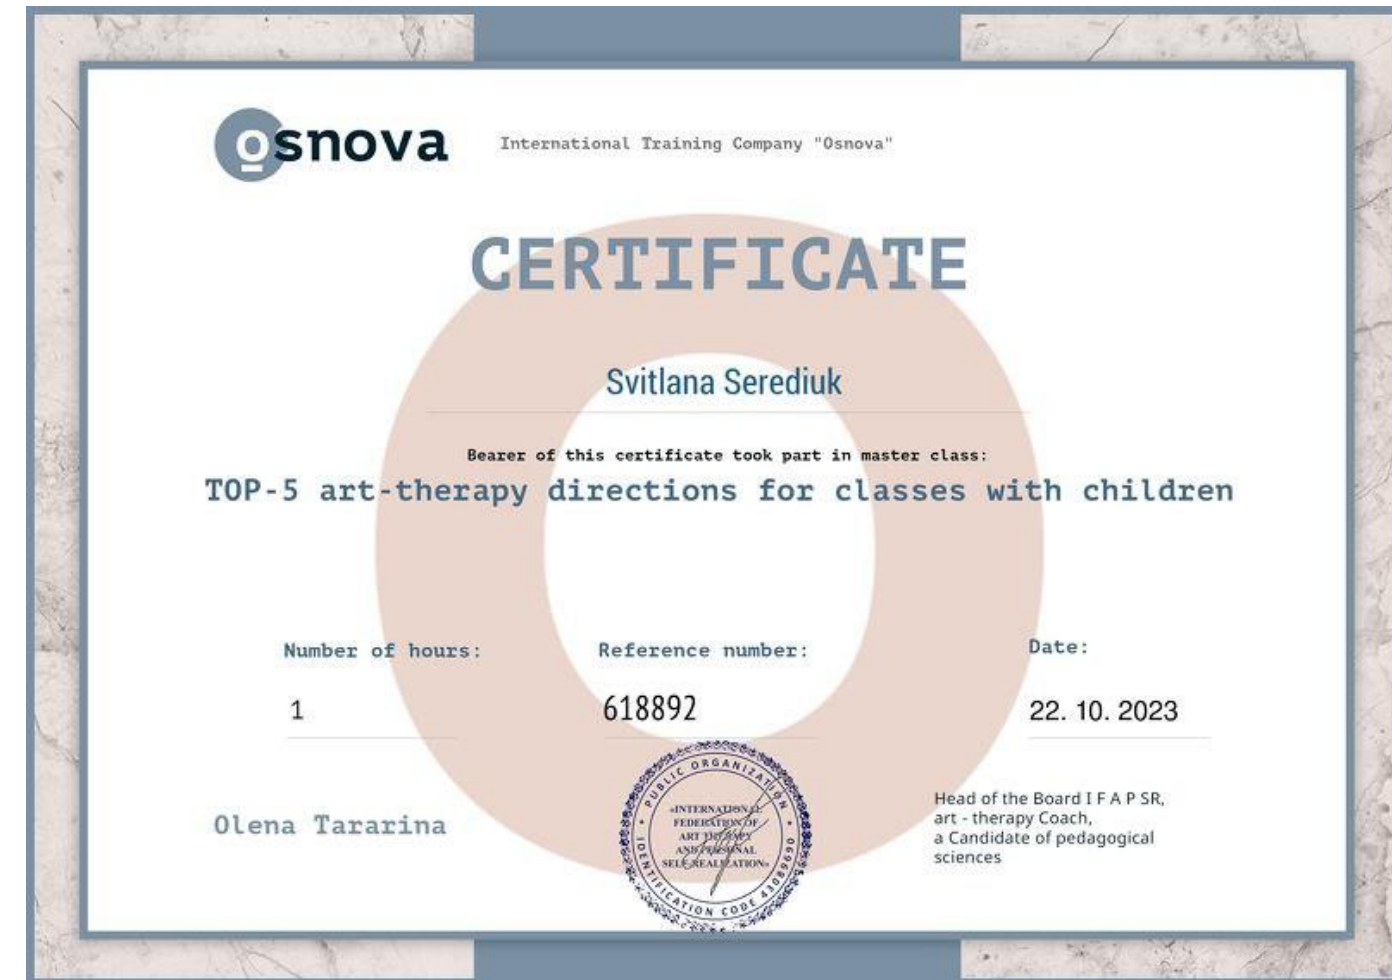 osnova
International Training Company "Osnova"
CERTIFICATE
Svitlana Serediuk
Bearer of this certificate took part in master class:
TOP-5 art-therapy directions for classes with children
Number of hours:
Reference number:
Date:
1
618892
22. 10. 2023
Olena Tararina
PUBLIC ORGANIZATION
«INTERNATIONAL
FEDERATION OF
ART THERAPY
AND PERSONAL
SELF-REALIZATION»
IDENTIFICATION CODE 43089690
Head of the Board I F A P SR,
art - therapy Coach,
a Candidate of pedagogical
sciences